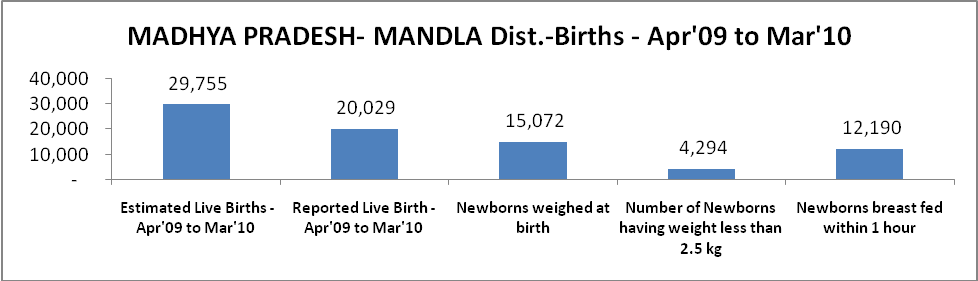 MADHYA PRADESH- MANDLA Dist.-Births - Apr'09 to Mar'10
40,000
30,000
20,000
10,000
-
29,755
20,029
15,072
4,294
12,190
Estimated Live Births -
Apr'09 to Mar'10
Reported Live Birth -
Apr'09 to Mar'10
Newborns weighed at
birth
Number of Newborns
having weight less than
2.5 kg
Newborns breast fed
within 1 hour